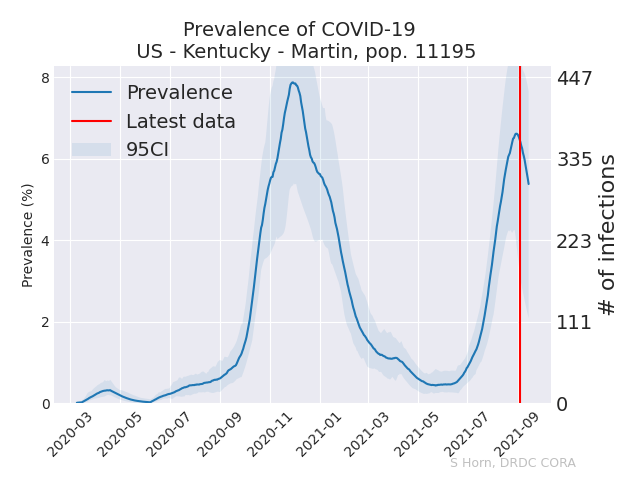 Prevalence of COVID-19
US - Kentucky - Martin, pop. 11195
Prevalence
Latest data
95CI
Prevalence (%)
8
6
4
2
0
447
335
223
111
0
# of infections
2020-03
2020-05
2020-07
2020-09
2020-11
2021-01
2021-03
2021-05
2021-07
2021-09
S Horn, DRDC CORA